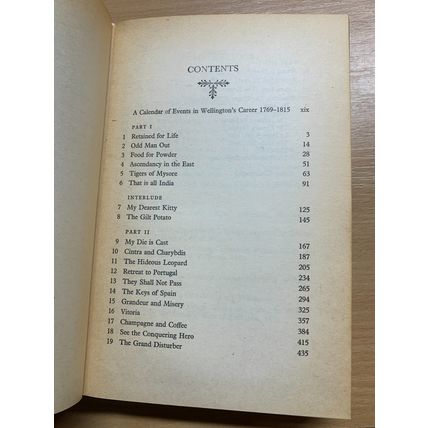 CONTENTS
A Calendar of Events in Wellington's Career 1769–1815 xix
PART I
1 Retained for Life 3
2 Odd Man Out 14
3 Food for Powder 28
4 Ascendancy in the East 51
5 Tigers of Mysore 63
6 That is all India 91
INTERLUDE
7 My Dearest Kitty 125
8 The Gilt Potato 145
PART II
9 My Die is Cast 167
10 Cintra and Charybdis 187
11 The Hideous Leopard 205
12 Retreat to Portugal 234
13 They Shall Not Pass 265
14 The Keys of Spain 294
15 Grandeur and Misery 325
16 Vitoria 357
17 Champagne and Coffee 384
18 See the Conquering Hero 415
19 The Grand Disturber 435